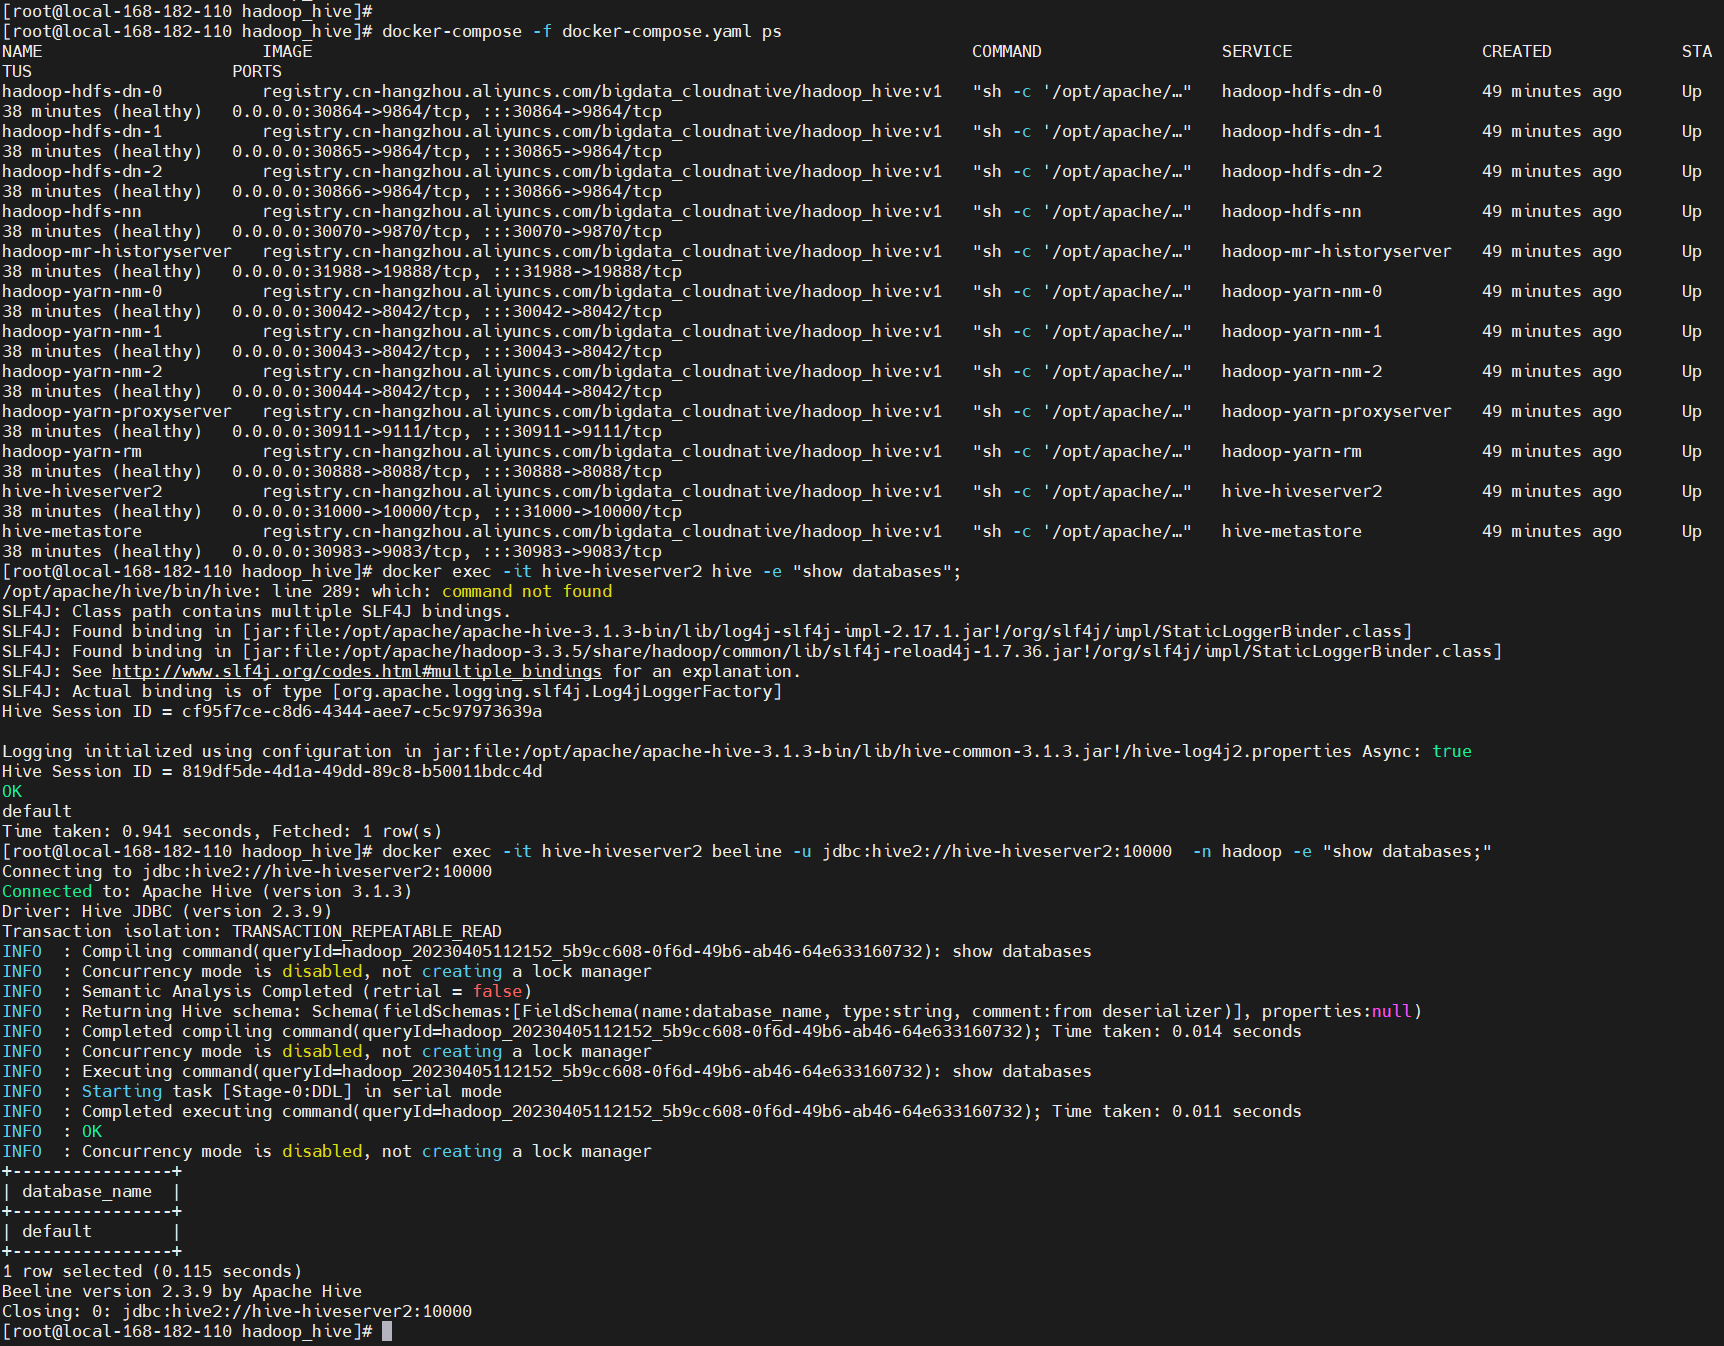 [root@local-168-182-110 hadoop_hive]#
[root@local-168-182-110 hadoop_hive]# docker-compose -f docker-compose.yaml ps
NAME                      IMAGE                                                                  COMMAND                  SERVICE                   CREATED             STA
TUS                    PORTS
hadoop-hdfs-dn-0          registry.cn-hangzhou.aliyuncs.com/bigdata_cloudnative/hadoop_hive:v1   "sh -c '/opt/apache/…"   hadoop-hdfs-dn-0          49 minutes ago      Up
38 minutes (healthy)   0.0.0.0:30864->9864/tcp, :::30864->9864/tcp
hadoop-hdfs-dn-1          registry.cn-hangzhou.aliyuncs.com/bigdata_cloudnative/hadoop_hive:v1   "sh -c '/opt/apache/…"   hadoop-hdfs-dn-1          49 minutes ago      Up
38 minutes (healthy)   0.0.0.0:30865->9864/tcp, :::30865->9864/tcp
hadoop-hdfs-dn-2          registry.cn-hangzhou.aliyuncs.com/bigdata_cloudnative/hadoop_hive:v1   "sh -c '/opt/apache/…"   hadoop-hdfs-dn-2          49 minutes ago      Up
38 minutes (healthy)   0.0.0.0:30866->9864/tcp, :::30866->9864/tcp
hadoop-hdfs-nn            registry.cn-hangzhou.aliyuncs.com/bigdata_cloudnative/hadoop_hive:v1   "sh -c '/opt/apache/…"   hadoop-hdfs-nn            49 minutes ago      Up
38 minutes (healthy)   0.0.0.0:30070->9870/tcp, :::30070->9870/tcp
hadoop-mr-historyserver   registry.cn-hangzhou.aliyuncs.com/bigdata_cloudnative/hadoop_hive:v1   "sh -c '/opt/apache/…"   hadoop-mr-historyserver   49 minutes ago      Up
38 minutes (healthy)   0.0.0.0:31988->19888/tcp, :::31988->19888/tcp
hadoop-yarn-nm-0          registry.cn-hangzhou.aliyuncs.com/bigdata_cloudnative/hadoop_hive:v1   "sh -c '/opt/apache/…"   hadoop-yarn-nm-0          49 minutes ago      Up
38 minutes (healthy)   0.0.0.0:30042->8042/tcp, :::30042->8042/tcp
hadoop-yarn-nm-1          registry.cn-hangzhou.aliyuncs.com/bigdata_cloudnative/hadoop_hive:v1   "sh -c '/opt/apache/…"   hadoop-yarn-nm-1          49 minutes ago      Up
38 minutes (healthy)   0.0.0.0:30043->8042/tcp, :::30043->8042/tcp
hadoop-yarn-nm-2          registry.cn-hangzhou.aliyuncs.com/bigdata_cloudnative/hadoop_hive:v1   "sh -c '/opt/apache/…"   hadoop-yarn-nm-2          49 minutes ago      Up
38 minutes (healthy)   0.0.0.0:30044->8042/tcp, :::30044->8042/tcp
hadoop-yarn-proxyserver   registry.cn-hangzhou.aliyuncs.com/bigdata_cloudnative/hadoop_hive:v1   "sh -c '/opt/apache/…"   hadoop-yarn-proxyserver   49 minutes ago      Up
38 minutes (healthy)   0.0.0.0:30911->9111/tcp, :::30911->9111/tcp
hadoop-yarn-rm            registry.cn-hangzhou.aliyuncs.com/bigdata_cloudnative/hadoop_hive:v1   "sh -c '/opt/apache/…"   hadoop-yarn-rm            49 minutes ago      Up
38 minutes (healthy)   0.0.0.0:30888->8088/tcp, :::30888->8088/tcp
hive-hiveserver2          registry.cn-hangzhou.aliyuncs.com/bigdata_cloudnative/hadoop_hive:v1   "sh -c '/opt/apache/…"   hive-hiveserver2          49 minutes ago      Up
38 minutes (healthy)   0.0.0.0:31000->10000/tcp, :::31000->10000/tcp
hive-metastore            registry.cn-hangzhou.aliyuncs.com/bigdata_cloudnative/hadoop_hive:v1   "sh -c '/opt/apache/…"   hive-metastore            49 minutes ago      Up
38 minutes (healthy)   0.0.0.0:30983->9083/tcp, :::30983->9083/tcp
[root@local-168-182-110 hadoop_hive]# docker exec -it hive-hiveserver2 hive -e "show databases";
/opt/apache/hive/bin/hive: line 289: which: command not found
SLF4J: Class path contains multiple SLF4J bindings.
SLF4J: Found binding in [jar:file:/opt/apache/apache-hive-3.1.3-bin/lib/log4j-slf4j-impl-2.17.1.jar!/org/slf4j/impl/StaticLoggerBinder.class]
SLF4J: Found binding in [jar:file:/opt/apache/hadoop-3.3.5/share/hadoop/common/lib/slf4j-reload4j-1.7.36.jar!/org/slf4j/impl/StaticLoggerBinder.class]
SLF4J: See http://www.slf4j.org/codes.html#multiple_bindings for an explanation.
SLF4J: Actual binding is of type [org.apache.logging.slf4j.Log4jLoggerFactory]
Hive Session ID = cf95f7ce-c8d6-4344-aee7-c5c97973639a

Logging initialized using configuration in jar:file:/opt/apache/apache-hive-3.1.3-bin/lib/hive-common-3.1.3.jar!/hive-log4j2.properties Async: true
Hive Session ID = 819df5de-4d1a-49dd-89c8-b50011bdcc4d
OK
default
Time taken: 0.941 seconds, Fetched: 1 row(s)
[root@local-168-182-110 hadoop_hive]# docker exec -it hive-hiveserver2 beeline -u jdbc:hive2://hive-hiveserver2:10000  -n hadoop -e "show databases;"
Connecting to jdbc:hive2://hive-hiveserver2:10000
Connected to: Apache Hive (version 3.1.3)
Driver: Hive JDBC (version 2.3.9)
Transaction isolation: TRANSACTION_REPEATABLE_READ
INFO  : Compiling command(queryId=hadoop_20230405112152_5b9cc608-0f6d-49b6-ab46-64e633160732): show databases
INFO  : Concurrency mode is disabled, not creating a lock manager
INFO  : Semantic Analysis Completed (retrial = false)
INFO  : Returning Hive schema: Schema(fieldSchemas:[FieldSchema(name:database_name, type:string, comment:from deserializer)], properties:null)
INFO  : Completed compiling command(queryId=hadoop_20230405112152_5b9cc608-0f6d-49b6-ab46-64e633160732); Time taken: 0.014 seconds
INFO  : Concurrency mode is disabled, not creating a lock manager
INFO  : Executing command(queryId=hadoop_20230405112152_5b9cc608-0f6d-49b6-ab46-64e633160732): show databases
INFO  : Starting task [Stage-0:DDL] in serial mode
INFO  : Completed executing command(queryId=hadoop_20230405112152_5b9cc608-0f6d-49b6-ab46-64e633160732); Time taken: 0.011 seconds
INFO  : OK
INFO  : Concurrency mode is disabled, not creating a lock manager
+----------------+
| database_name  |
+----------------+
| default        |
+----------------+
1 row selected (0.115 seconds)
Beeline version 2.3.9 by Apache Hive
Closing: 0: jdbc:hive2://hive-hiveserver2:10000
[root@local-168-182-110 hadoop_hive]#